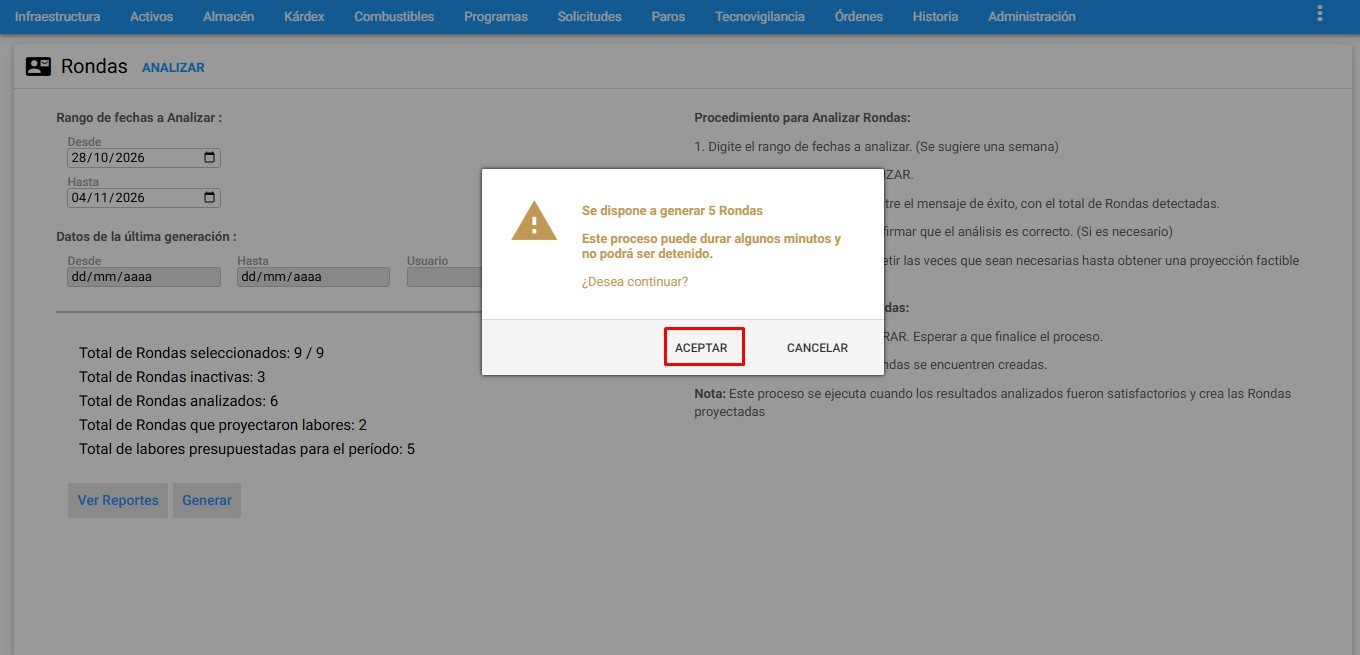 Infraestructura Activos Almacén Kárdex Combustibles Programas Solicitudes Paros Tecnovigilancia Órdenes Historia Administración
Rondas ANALIZAR
Rango de fechas a Analizar :
Desde
28/10/2026
Hasta
04/11/2026
Datos de la última generación :
Desde Hasta Usuario
dd/mm/aaaa dd/mm/aaaa
Total de Rondas seleccionados: 9 / 9
Total de Rondas inactivas: 3
Total de Rondas analizados: 6
Total de Rondas que proyectaron labores: 2
Total de labores presupuestadas para el período: 5
Ver Reportes Generar
Se dispone a generar 5 Rondas
Este proceso puede durar algunos minutos y
no podrá ser detenido.
¿Desea continuar?
ACEPTAR CANCELAR
Procedimiento para Analizar Rondas:
1. Digite el rango de fechas a analizar. (Se sugiere una semana)
el mensaje de éxito, con el total de Rondas detectadas.
que el análisis es correcto. (Si es necesario)
las veces que sean necesarias hasta obtener una proyección factible
Esperar a que finalice el proceso.
se encuentren creadas.
Nota: Este proceso se ejecuta cuando los resultados analizados fueron satisfactorios y crea las Rondas
proyectadas